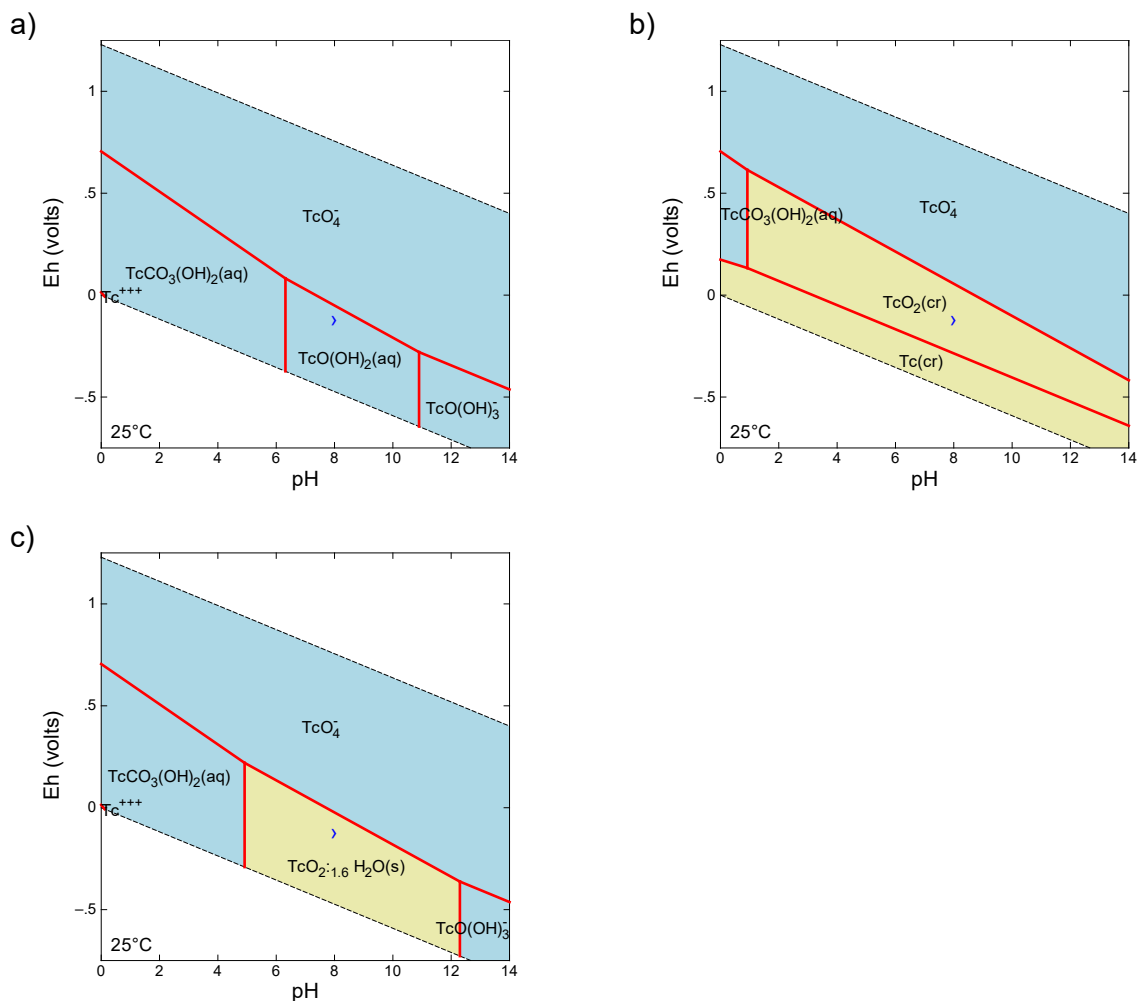 a)
Eh (volts)
1
.5
0
–.5
TcO₄⁻
TcCO₃(OH)₂(aq)
Tc⁺⁺⁺
TcO(OH)₂(aq)
TcO(OH)₃⁻
25°C
0 2 4 6 8 10 12 14
pH
b)
Eh (volts)
1
.5
0
–.5
TcO₄⁻
TcCO₃(OH)₂(aq)
TcO₂(cr)
Tc(cr)
25°C
0 2 4 6 8 10 12 14
pH
c)
Eh (volts)
1
.5
0
–.5
TcO₄⁻
TcCO₃(OH)₂(aq)
Tc⁺⁺⁺
TcO₂:₁.₆ H₂O(s)
TcO(OH)₃⁻
25°C
0 2 4 6 8 10 12 14
pH